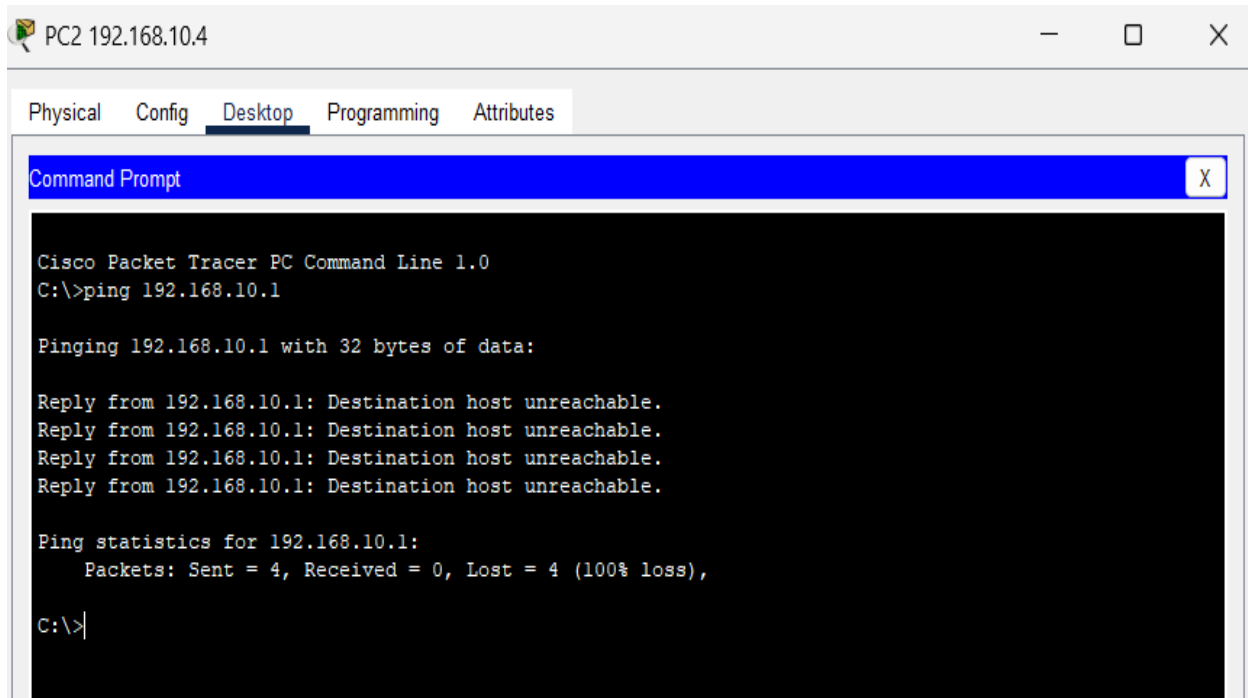 PC2 192.168.10.4
Physical Config Desktop Programming Attributes
Command Prompt
X
Cisco Packet Tracer PC Command Line 1.0
C:\>ping 192.168.10.1
Pinging 192.168.10.1 with 32 bytes of data:
Reply from 192.168.10.1: Destination host unreachable.
Reply from 192.168.10.1: Destination host unreachable.
Reply from 192.168.10.1: Destination host unreachable.
Reply from 192.168.10.1: Destination host unreachable.
Ping statistics for 192.168.10.1:
Packets: Sent = 4, Received = 0, Lost = 4 (100% loss),
C:\>